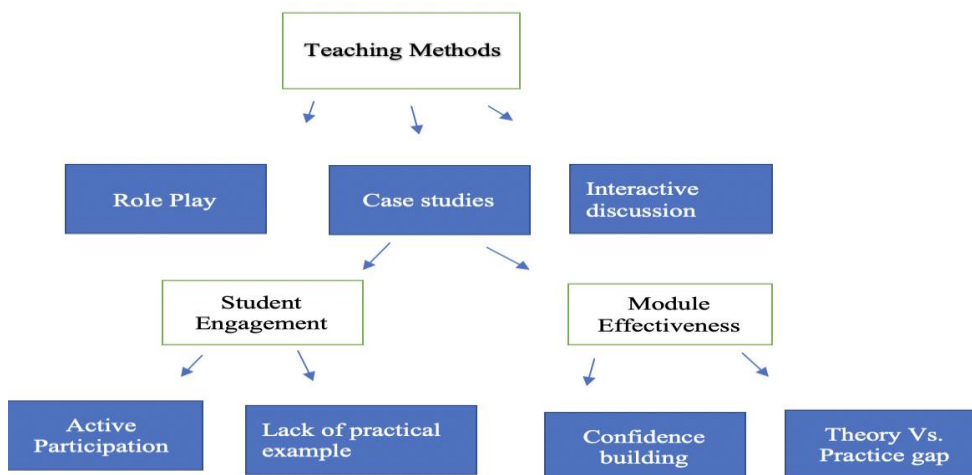 Teaching Methods
Role Play
Case studies
Interactive
discussion
Student
Engagement
Module
Effectiveness
Active
Participation
Lack of practical
example
Confidence
building
Theory Vs.
Practice gap